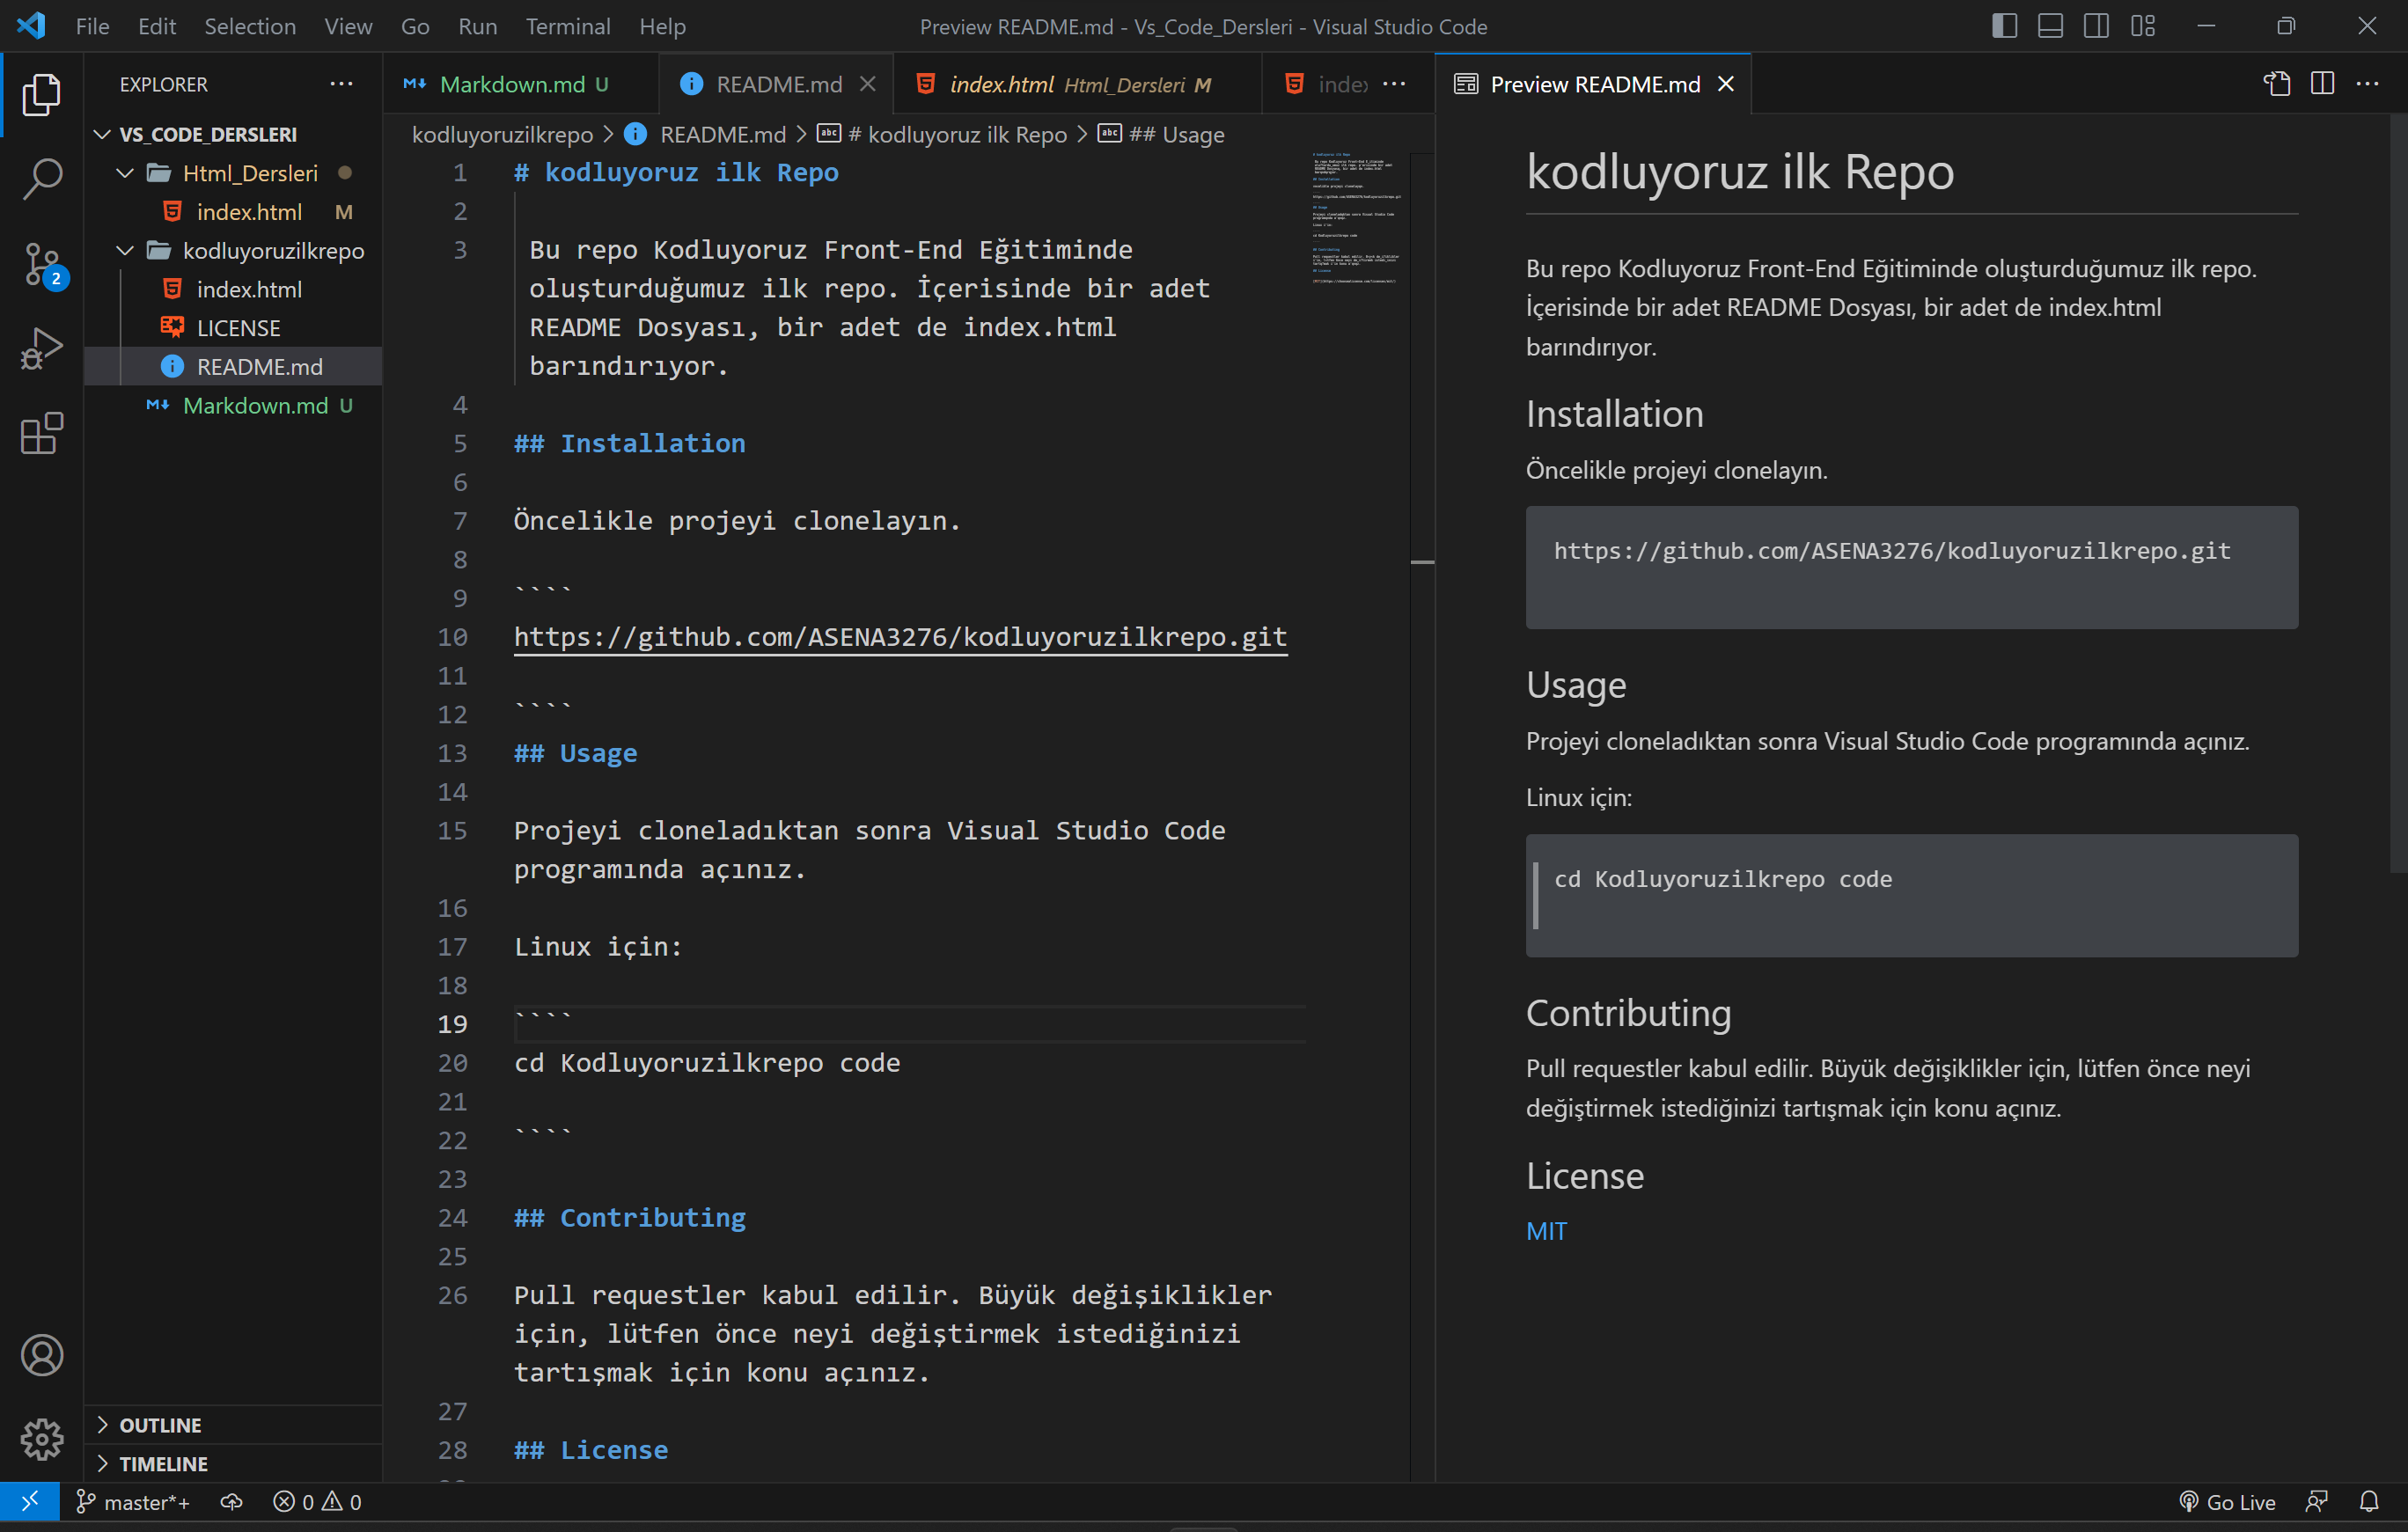 File Edit Selection View Go Run Terminal Help
Preview README.md - Vs_Code_Dersleri - Visual Studio Code
EXPLORER
VS_CODE_DERSLERI
Html_Dersleri
index.html M
kodluyoruzilkrepo
index.html
LICENSE
README.md
Markdown.md U
OUTLINE
TIMELINE
Markdown.md U
README.md
index.html Html_Dersleri M
index
kodluyoruzilkrepo > README.md > # kodluyoruz ilk Repo > ## Usage
1 # kodluyoruz ilk Repo
2
3 Bu repo Kodluyoruz Front-End Eğitiminde
oluşturduğumuz ilk repo. İçerisinde bir adet
README Dosyası, bir adet de index.html
barındırıyor.
4
5 ## Installation
6
7 Öncelikle projeyi clonelayın.
8
9 ````
10 https://github.com/ASENA3276/kodluyoruzilkrepo.git
11
12 ````
13 ## Usage
14
15 Projeyi cloneladıktan sonra Visual Studio Code
programında açınız.
16
17 Linux için:
18
19 ````
20 cd Kodluyoruzilkrepo code
21
22 ````
23
24 ## Contributing
25
26 Pull requestler kabul edilir. Büyük değişiklikler
için, lütfen önce neyi değiştirmek istediğinizi
tartışmak için konu açınız.
27
28 ## License
Preview README.md
kodluyoruz ilk Repo
Bu repo Kodluyoruz Front-End Eğitiminde oluşturduğumuz ilk repo.
İçerisinde bir adet README Dosyası, bir adet de index.html
barındırıyor.
Installation
Öncelikle projeyi clonelayın.
https://github.com/ASENA3276/kodluyoruzilkrepo.git
Usage
Projeyi cloneladıktan sonra Visual Studio Code programında açınız.
Linux için:
cd Kodluyoruzilkrepo code
Contributing
Pull requestler kabul edilir. Büyük değişiklikler için, lütfen önce neyi
değiştirmek istediğinizi tartışmak için konu açınız.
License
MIT
2
master*+
0 0
Go Live